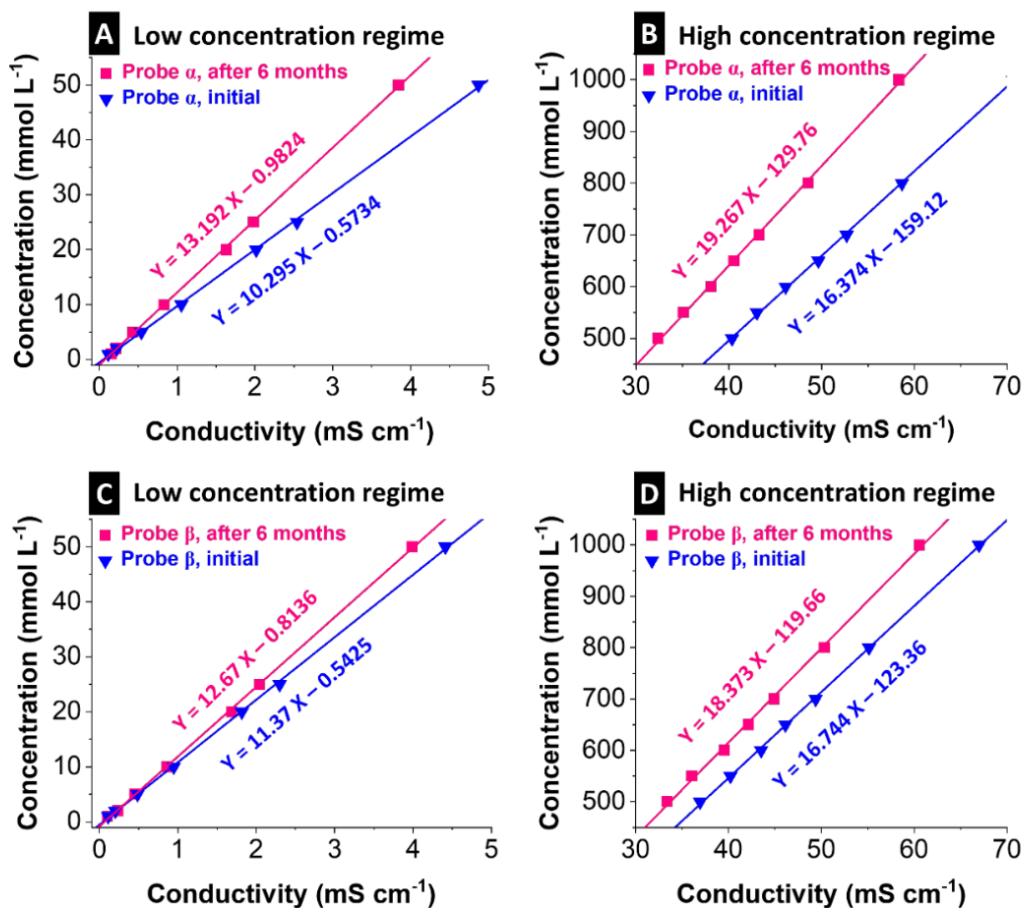 A Low concentration regime
Probe α, after 6 months
Probe α, initial
Y = 13.192 X – 0.9824
Y = 10.295 X – 0.5734
Concentration (mmol L⁻¹)
50
40
30
20
10
0
0 1 2 3 4 5
Conductivity (mS cm⁻¹)
B High concentration regime
Probe α, after 6 months
Probe α, initial
Y = 19.267 X – 129.76
Y = 16.374 X – 159.12
Concentration (mmol L⁻¹)
1000
900
800
700
600
500
30 40 50 60 70
Conductivity (mS cm⁻¹)
C Low concentration regime
Probe β, after 6 months
Probe β, initial
Y = 12.67 X – 0.8136
Y = 11.37 X – 0.5425
Concentration (mmol L⁻¹)
50
40
30
20
10
0
0 1 2 3 4 5
Conductivity (mS cm⁻¹)
D High concentration regime
Probe β, after 6 months
Probe β, initial
Y = 18.373 X – 119.66
Y = 16.744 X – 123.36
Concentration (mmol L⁻¹)
1000
900
800
700
600
500
30 40 50 60 70
Conductivity (mS cm⁻¹)